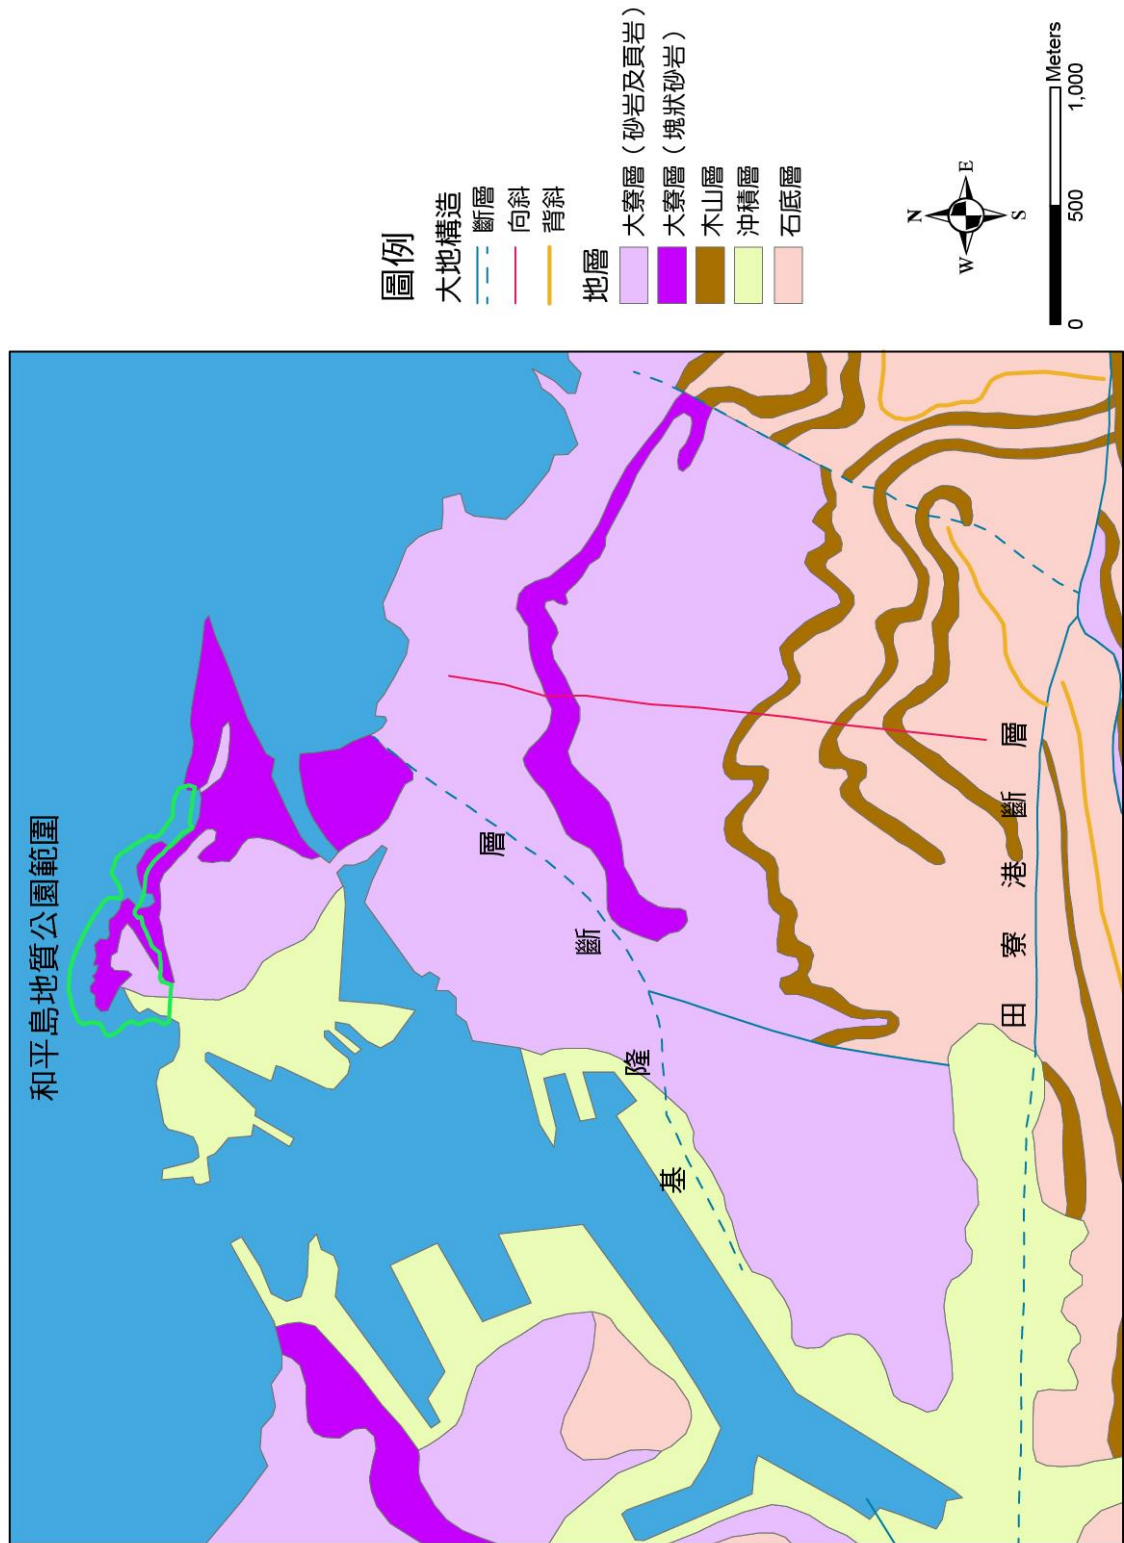 和平島地質公園範圍
基隆斷層
田寮港斷層
圖例
大地構造
斷層
向斜
背斜
地層
大寮層（砂岩及頁岩）
大寮層（塊狀砂岩）
木山層
沖積層
石底層
N
W E
S
0 500 1,000
Meters